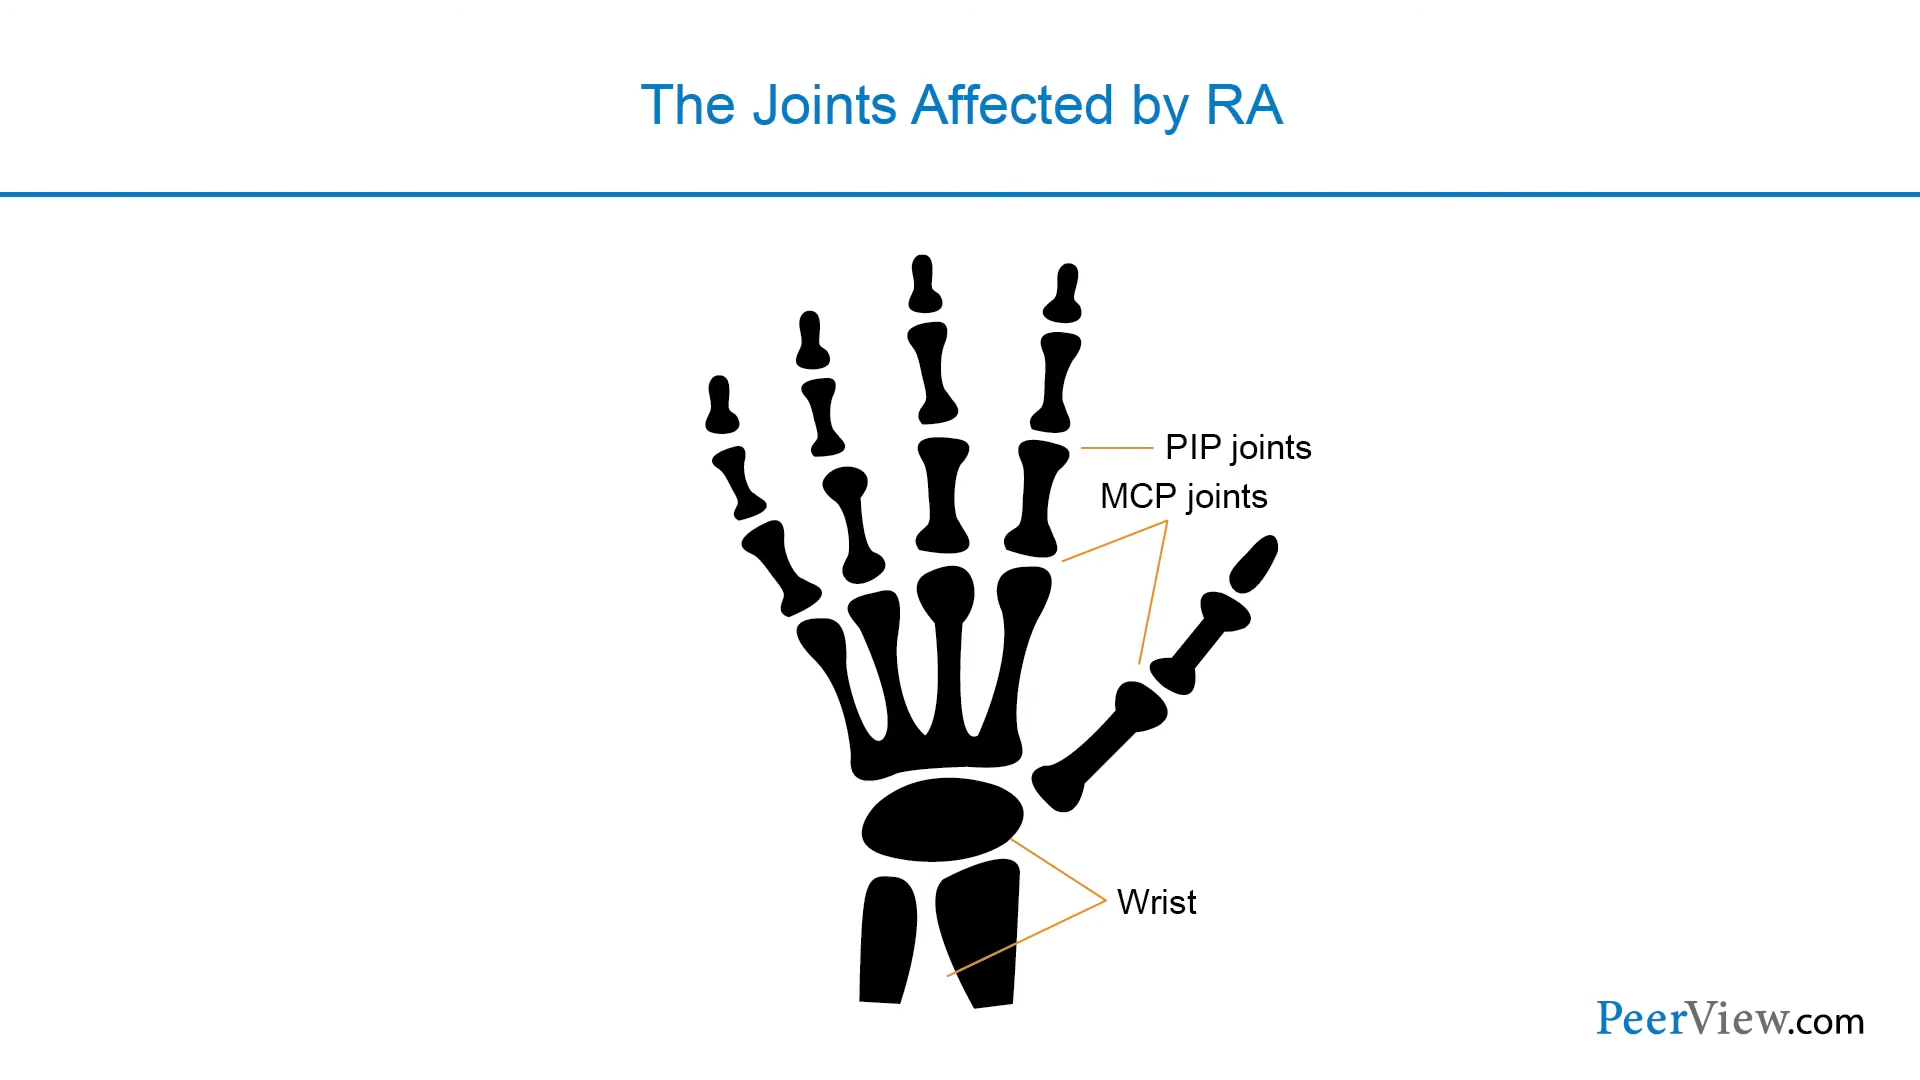 The Joints Affected by RA
PIP joints
MCP joints
Wrist
PeerView.com